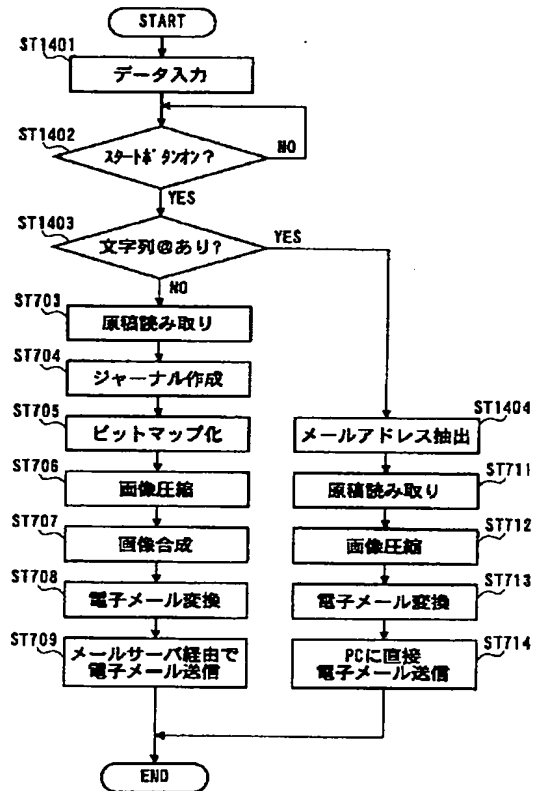 START
ST1401
データ入力
ST1402
スタートボタンオン?
NO
YES
ST1403
文字列@あり?
YES
NO
ST703
原稿読み取り
ST704
ジャーナル作成
ST705
ビットマップ化
ST706
画像圧縮
ST707
画像合成
ST708
電子メール変換
ST709
メールサーバ経由で
電子メール送信
ST1404
メールアドレス抽出
ST711
原稿読み取り
ST712
画像圧縮
ST713
電子メール変換
ST714
PCに直接
電子メール送信
END